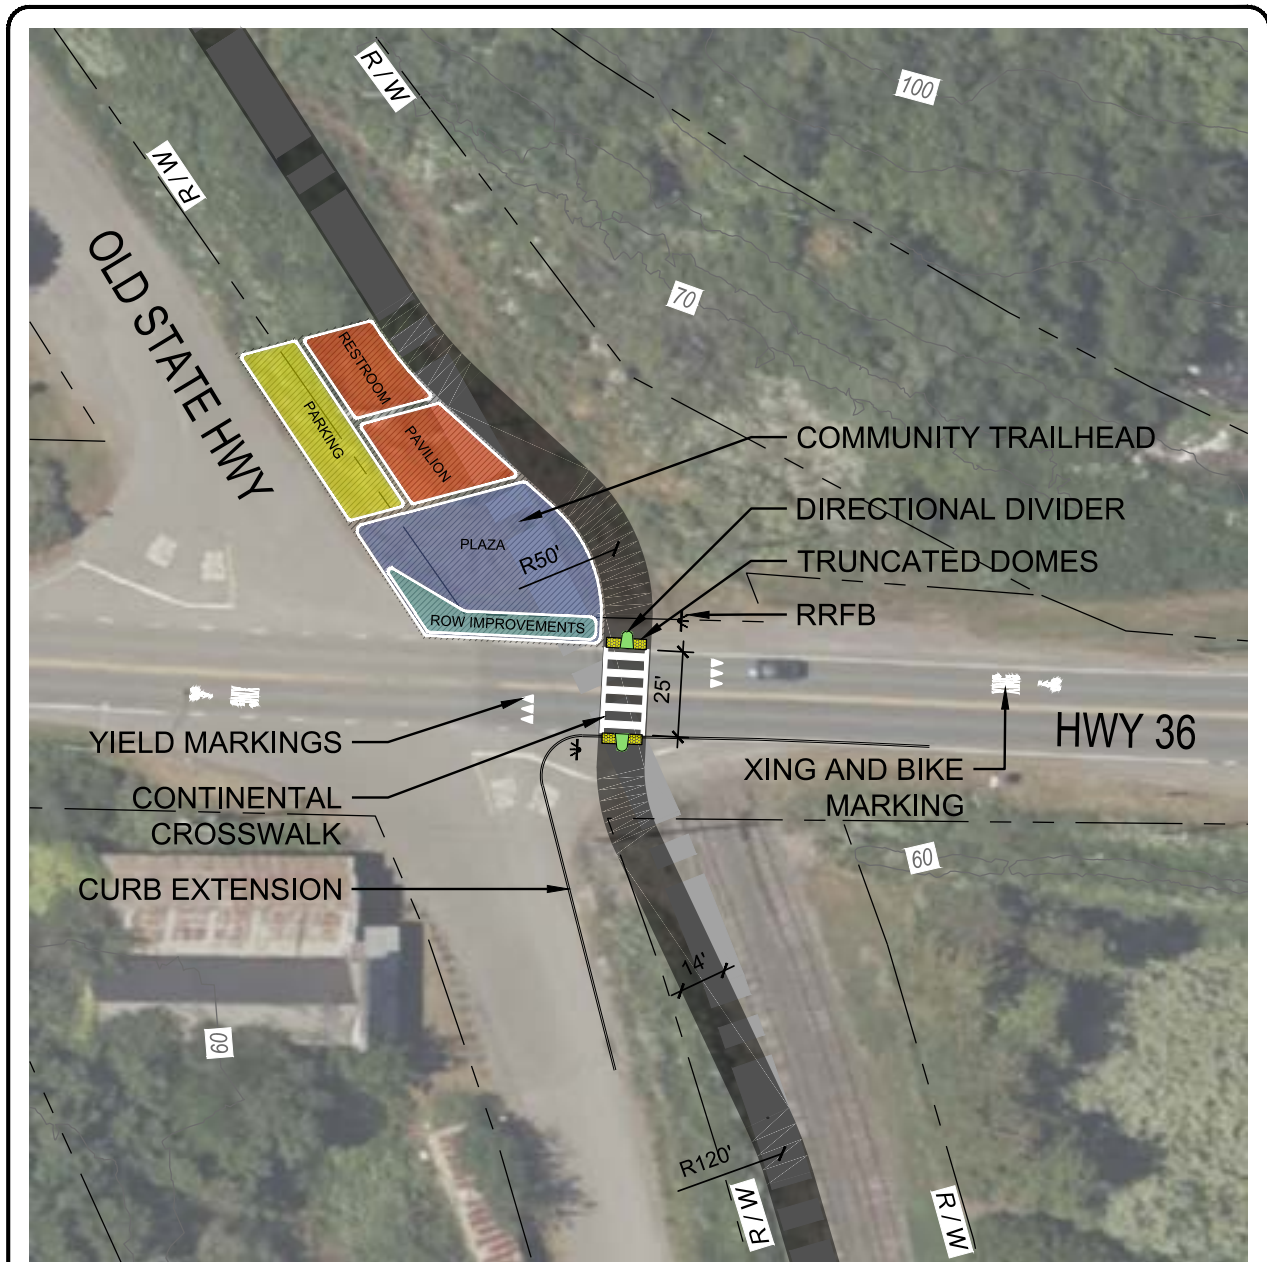 R/W
100
R/W
OLD STATE HWY
70
RESTROOM
PARKING
PAVILION
COMMUNITY TRAILHEAD
DIRECTIONAL DIVIDER
PLAZA
R50'
TRUNCATED DOMES
RRFB
ROW IMPROVEMENTS
25'
YIELD MARKINGS
HWY 36
XING AND BIKE
MARKING
CONTINENTAL
CROSSWALK
60
CURB EXTENSION
14'
60
R120'
R/W
R/W